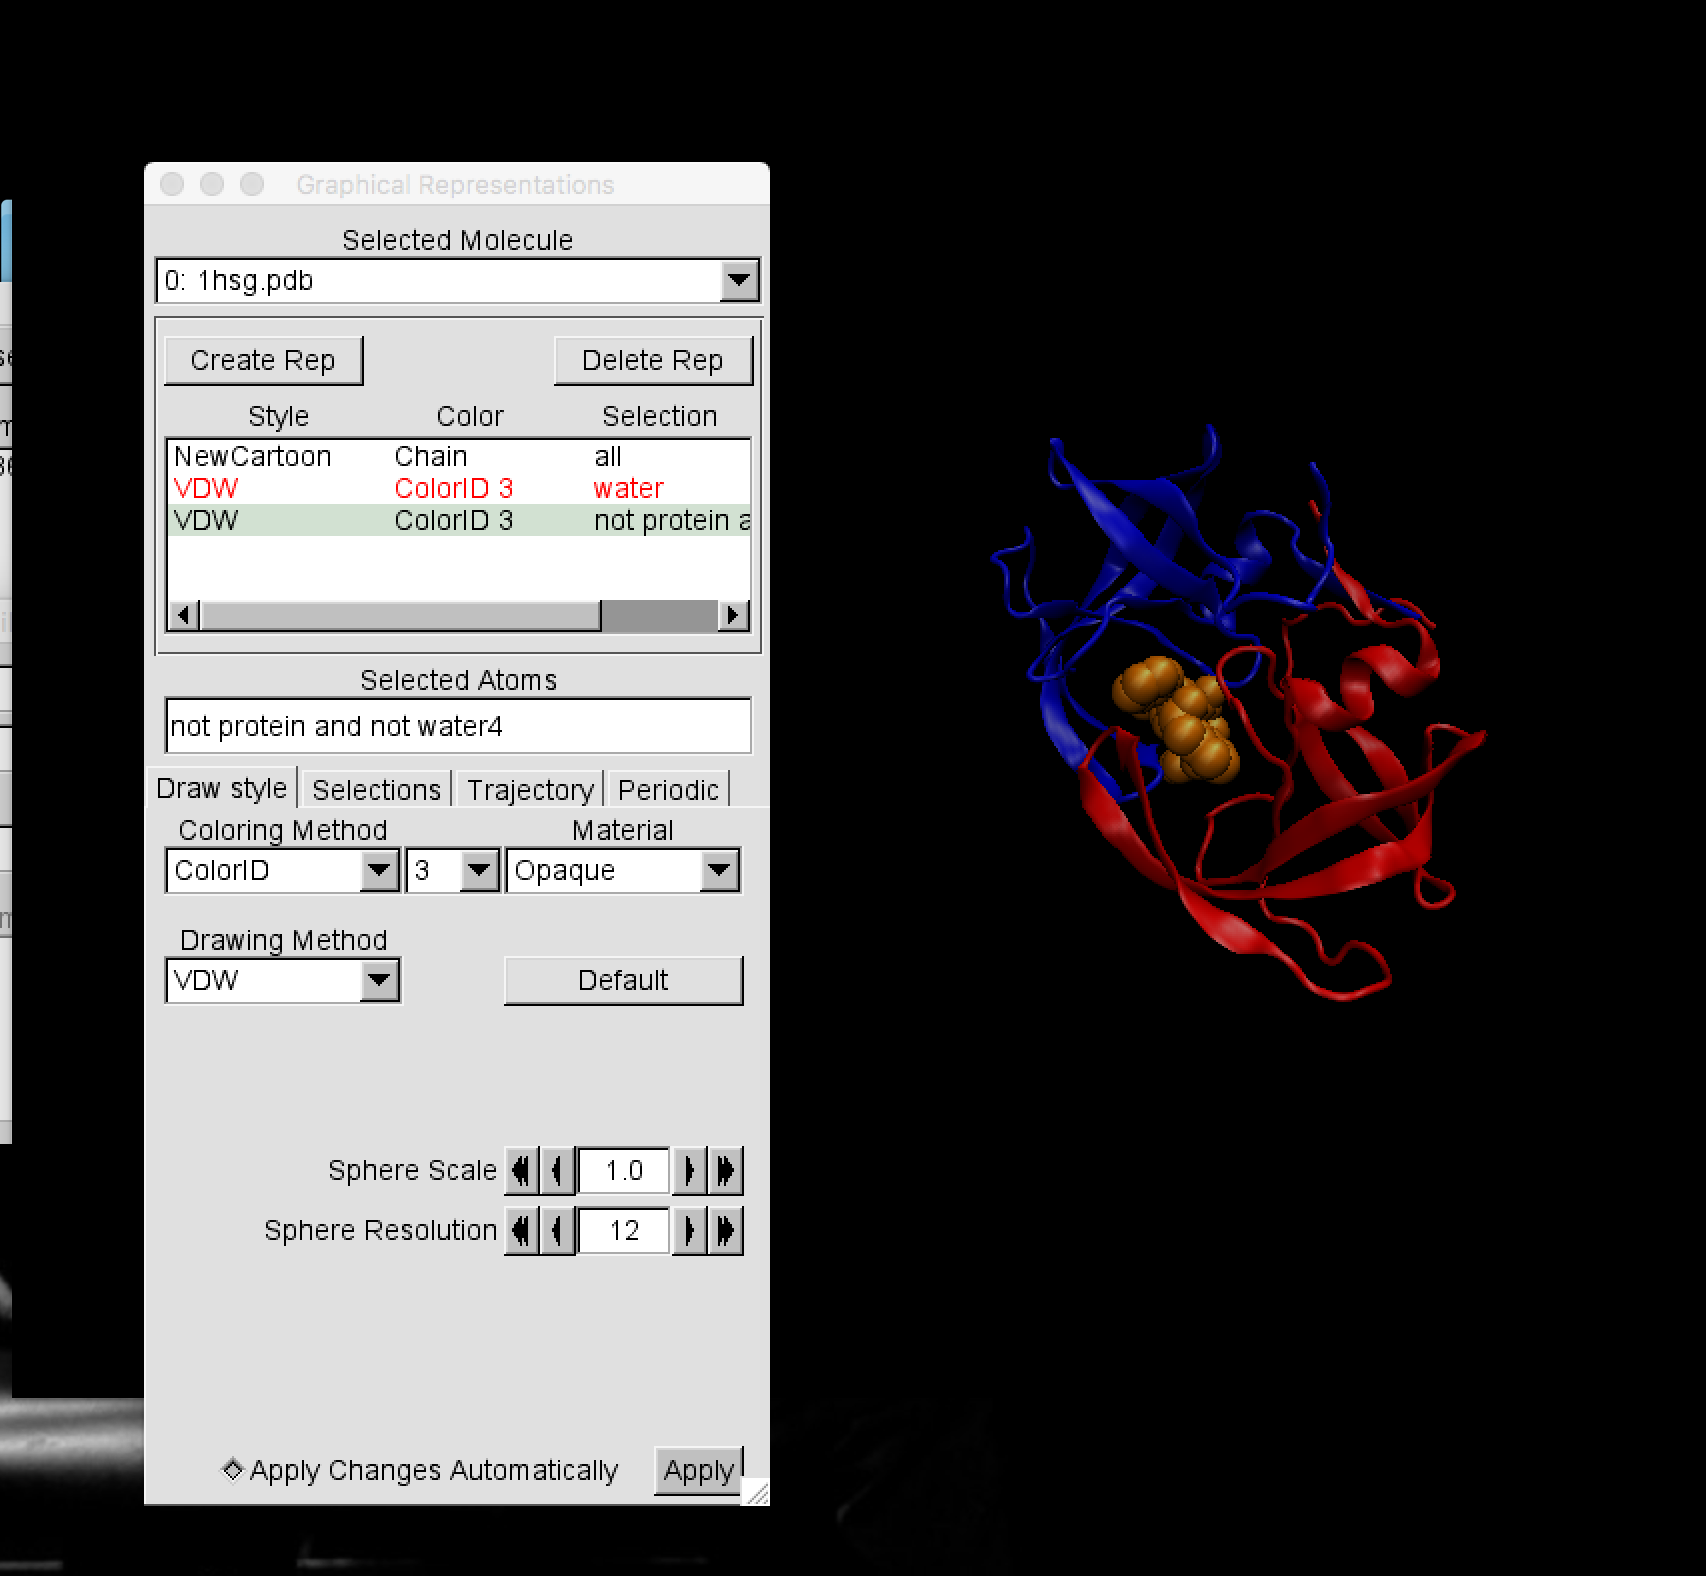 Graphical Representations
Selected Molecule
0: 1hsg.pdb
Create Rep Delete Rep
Style Color Selection
NewCartoon Chain all
VDW ColorID 3 water
VDW ColorID 3 not protein a
Selected Atoms
not protein and not water4
Draw style Selections Trajectory Periodic
Coloring Method Material
ColorID 3 Opaque
Drawing Method
VDW Default
Sphere Scale 1.0
Sphere Resolution 12
Apply Changes Automatically Apply